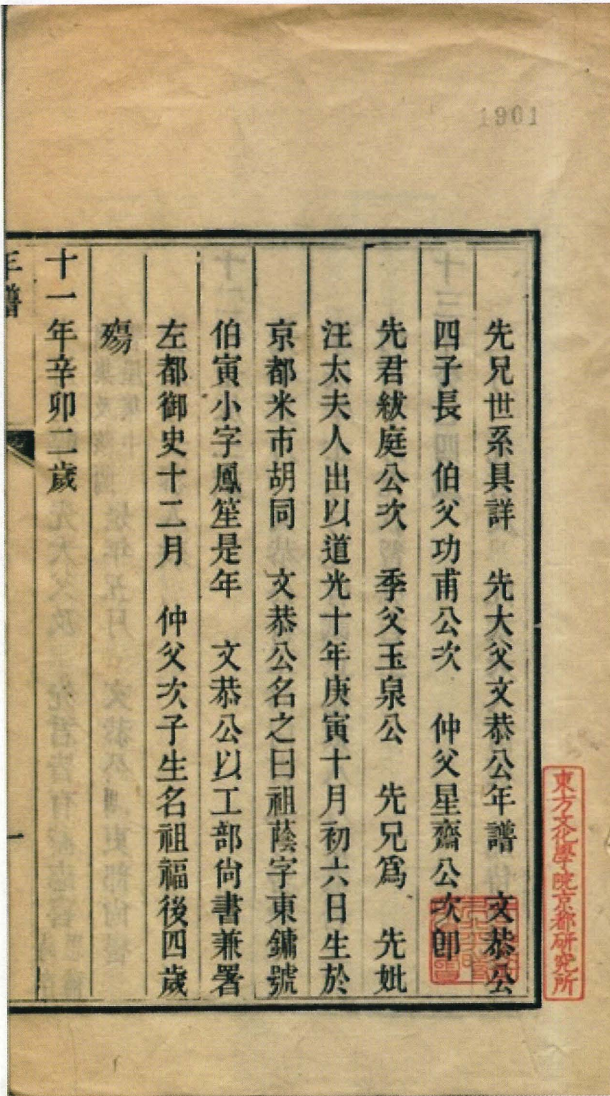 1901
先兄世系具詳　先大父文恭公年譜　文恭公
四子長　伯父功甫公次　仲父星齋公次卽
先君紱庭公次　季父玉泉公　先兄爲　先妣
汪太夫人出以道光十年庚寅十月初六日生於
京都米市胡同　文恭公名之曰祖蔭字東鏞號
伯寅小字鳳笙是年　文恭公以工部尙書兼署
左都御史十二月　仲父次子生名祖福後四歲
殤
十一年辛卯二歲
年譜
一
東方文化學院京都研究所